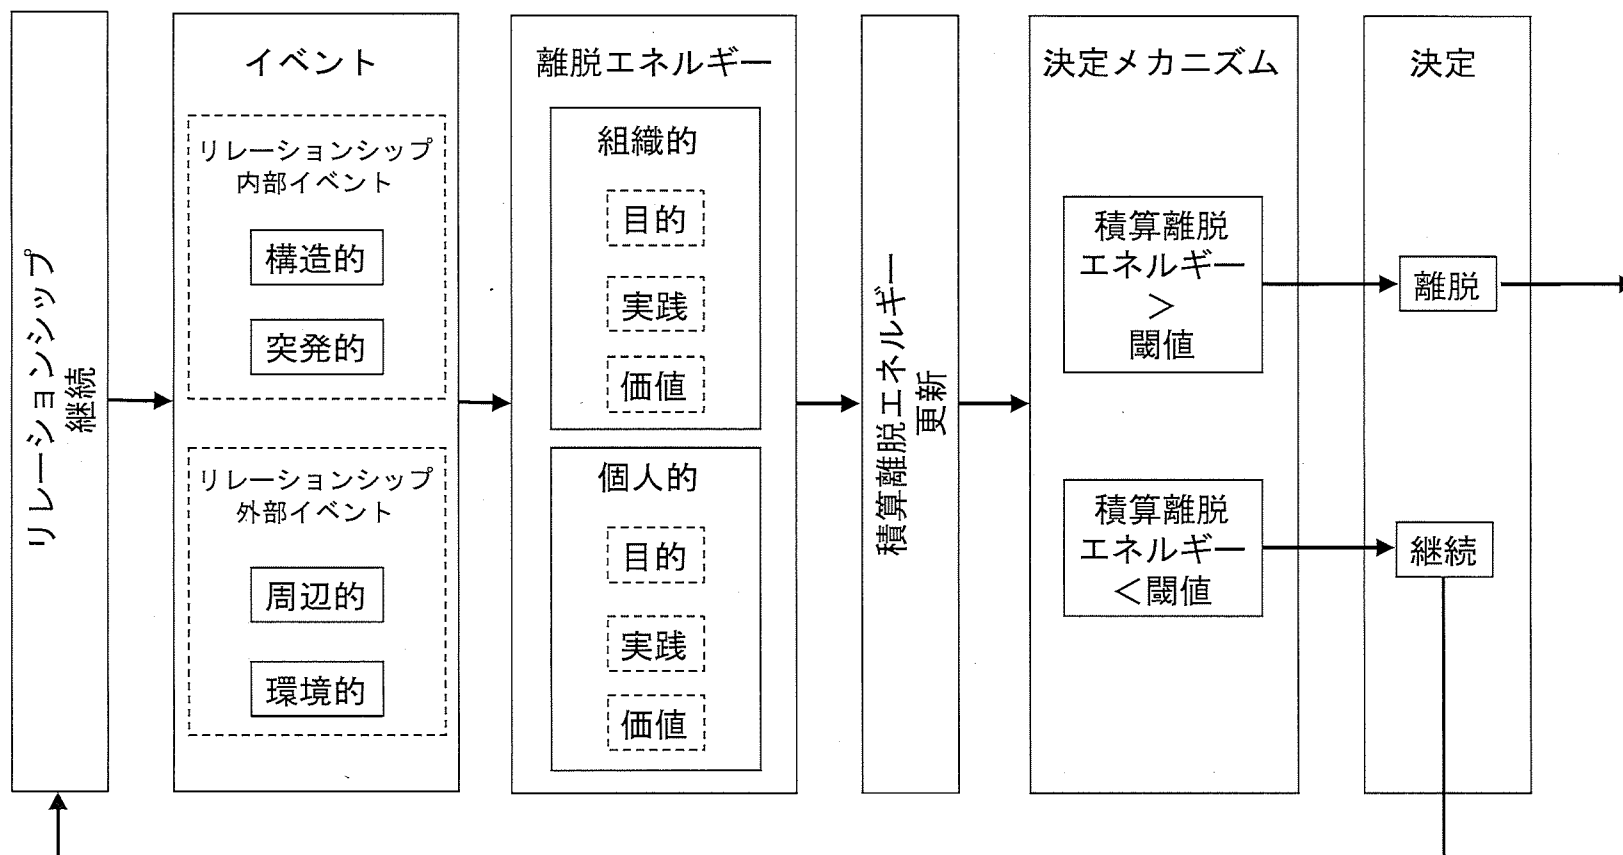 リレーションシップ
継続
イベント
リレーションシップ
内部イベント
構造的
突発的
リレーションシップ
外部イベント
周辺的
環境的
離脱エネルギー
組織的
目的
実践
価値
個人的
目的
実践
価値
積算離脱エネルギー
更新
決定メカニズム
積算離脱
エネルギー
>
閾値
積算離脱
エネルギー
<閾値
決定
離脱
継続